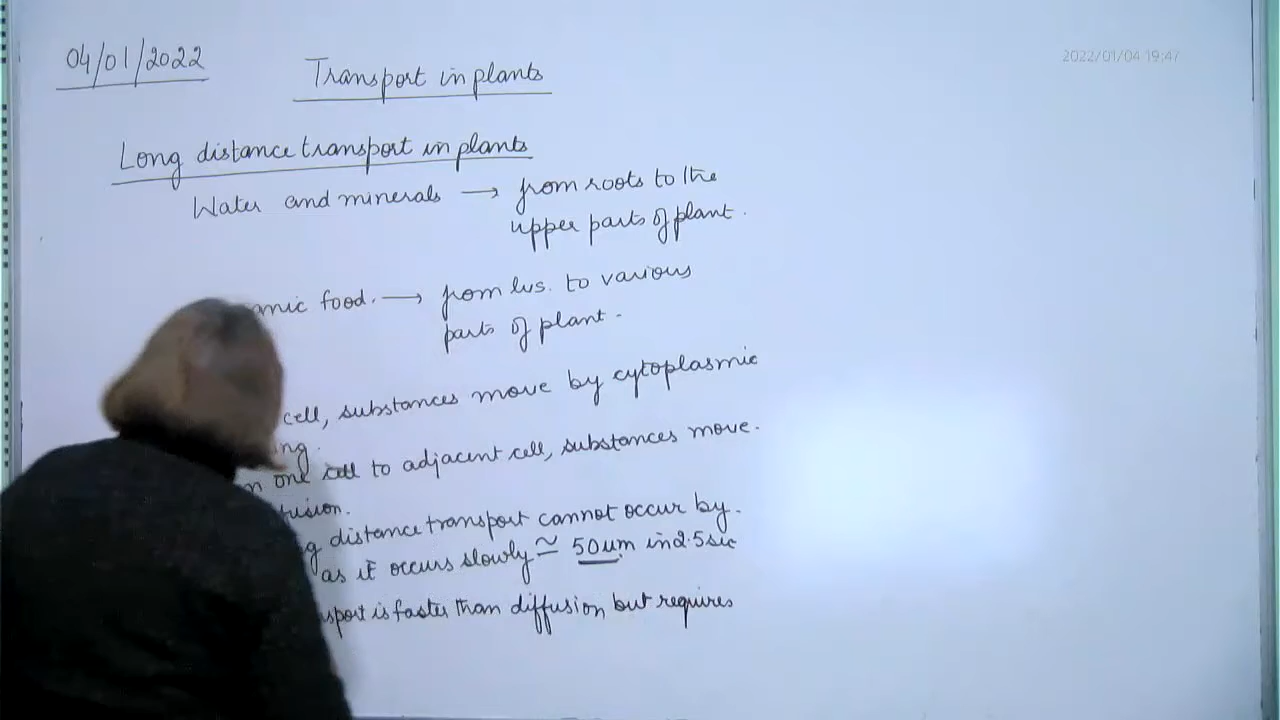 04/01/2022
2022/01/04 19:47
Transport in plants
Long distance transport in plants
Water and minerals → from roots to the
upper parts of plant.
food. → from lvs. to various
parts of plant.
cell, substances move by cytoplasmic
one cell to adjacent cell, substances move.
distance transport cannot occur by.
as it occurs slowly ≃ 50um in 2.5 sec
is faster than diffusion but requires